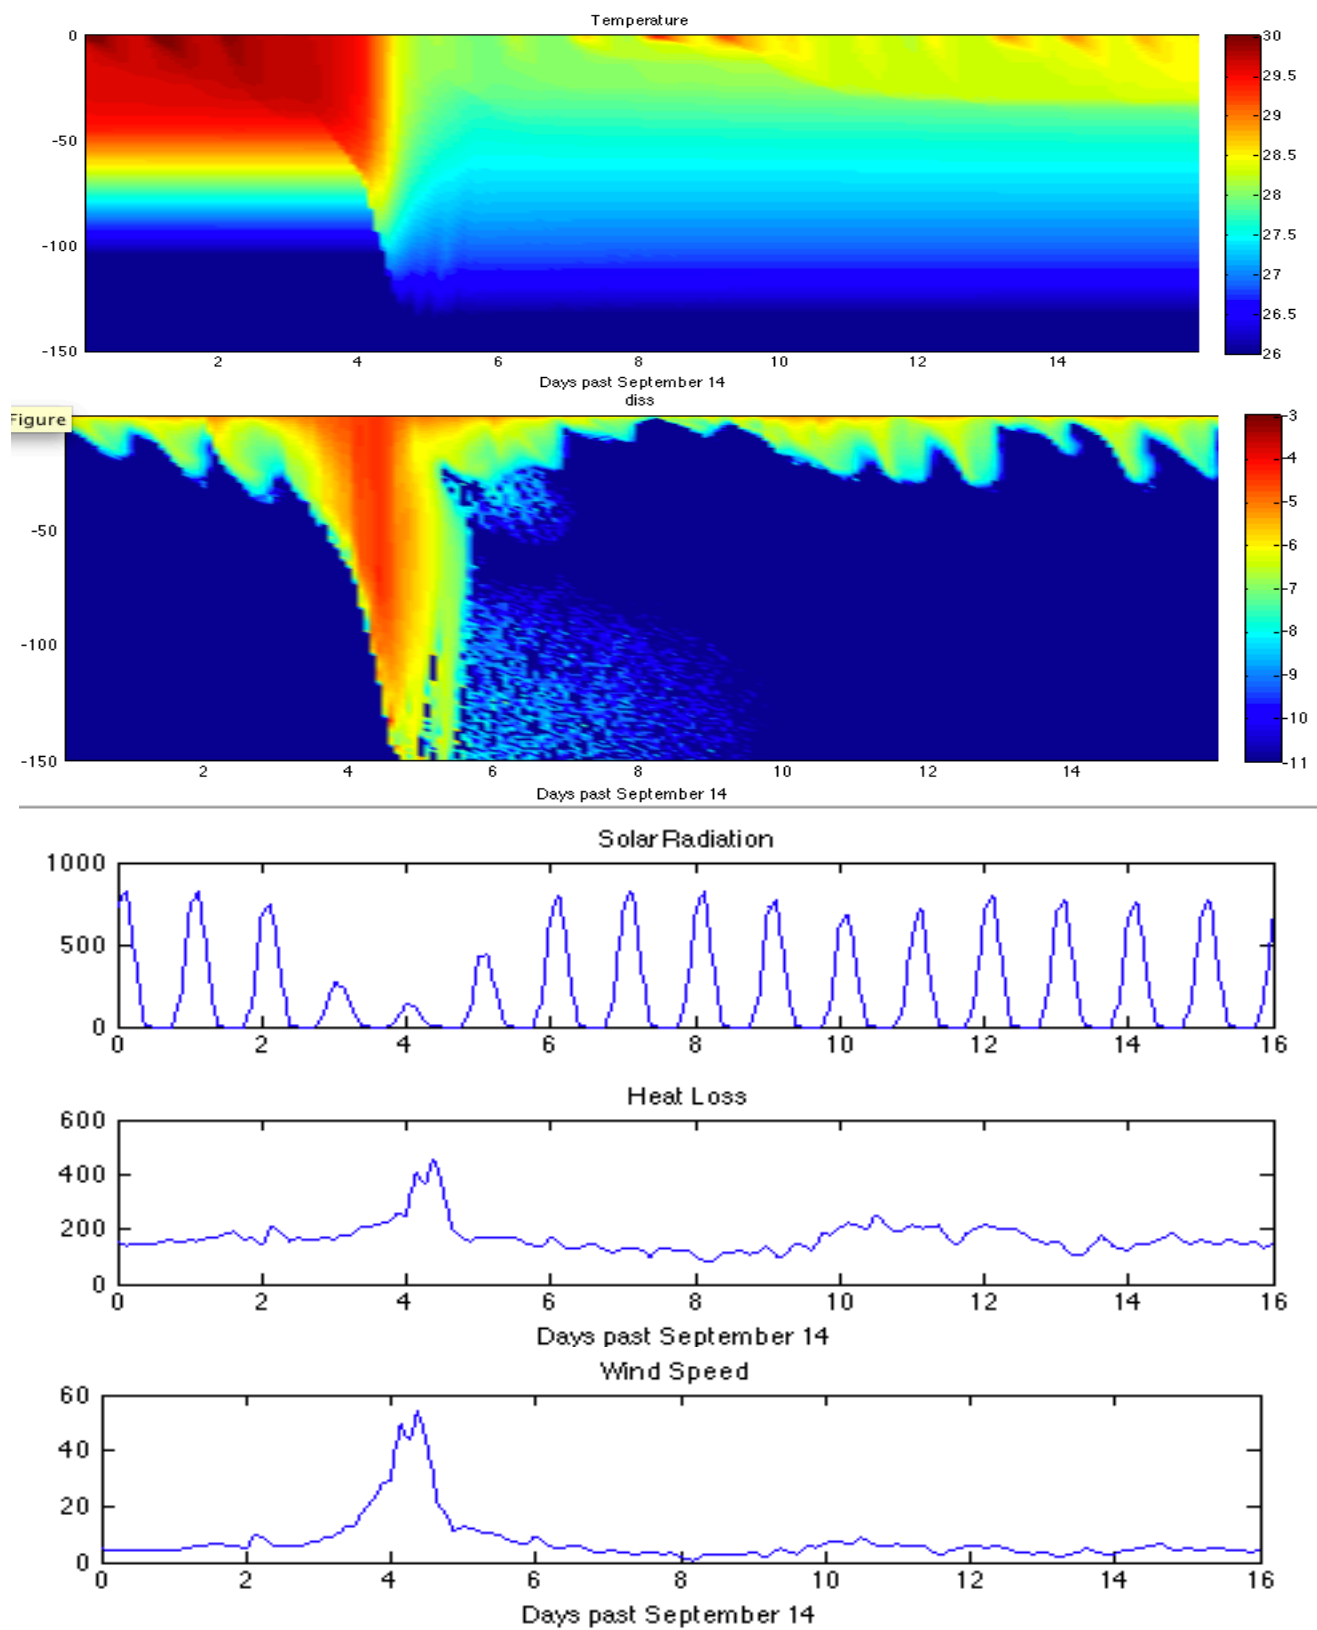 Temperature
0
-50
-100
-150
2 4 6 8 10 12 14
Days past September 14
30
29.5
29
28.5
28
27.5
27
26.5
26
diss
Figure
-50
-100
-150
2 4 6 8 10 12 14
Days past September 14
-3
-4
-5
-6
-7
-8
-9
-10
-11
Solar Radiation
1000
500
0
0 2 4 6 8 10 12 14 16
Heat Loss
600
400
200
0
0 2 4 6 8 10 12 14 16
Days past September 14
Wind Speed
60
40
20
0
0 2 4 6 8 10 12 14 16
Days past September 14